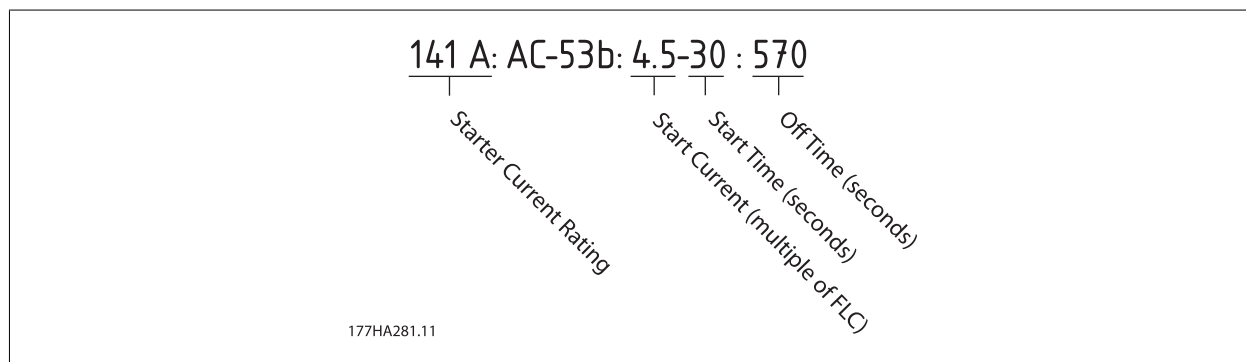 141 A: AC-53b: 4.5-30 : 570
Starter Current Rating
Start Current (multiple of FLC)
Start Time (seconds)
Off Time (seconds)
177HA281.11